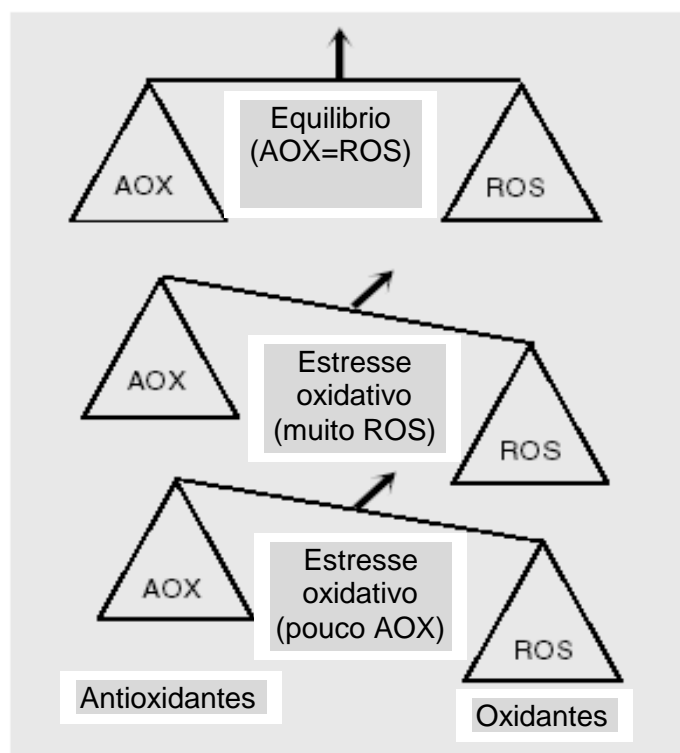 Equilibrio
(AOX=ROS)
AOX
ROS
Estresse
oxidativo
(muito ROS)
AOX
ROS
Estresse
oxidativo
(pouco AOX)
AOX
ROS
Antioxidantes
Oxidantes